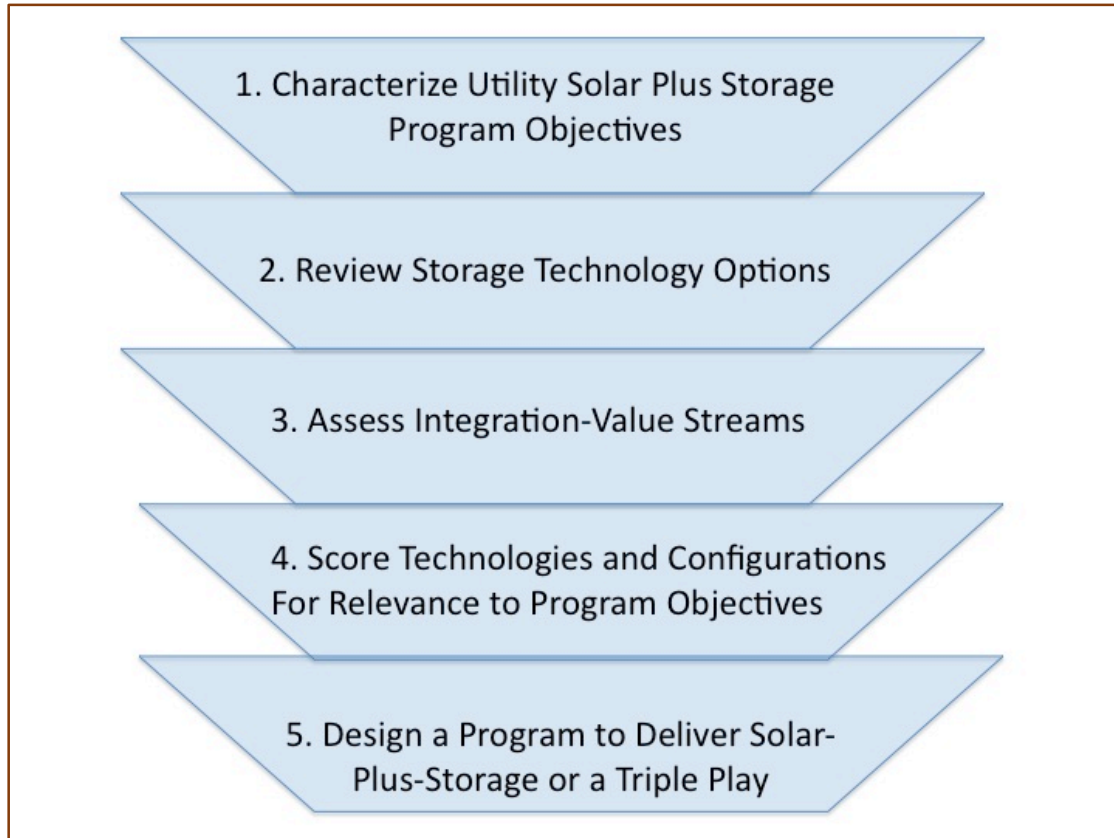 1. Characterize Utility Solar Plus Storage
Program Objectives
2. Review Storage Technology Options
3. Assess Integration-Value Streams
4. Score Technologies and Configurations
For Relevance to Program Objectives
5. Design a Program to Deliver Solar-
Plus-Storage or a Triple Play